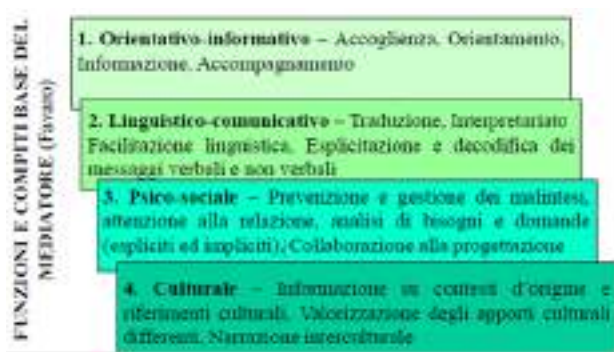 FUNZIONI E COMPITI BASE DEL
MEDIATORE (Favaro)
1. Orientativo-informativo – Accoglienza, Orientamento,
Informazione, Accompagnamento
2. Linguistico-comunicativo – Traduzione, Interpretariato
Facilitazione linguistica, Esplicitazione e decodifica dei
messaggi verbali e non verbali
3. Psico-sociale – Prevenzione e gestione dei malintesi,
attenzione alla relazione, analisi di bisogni e domande
(espliciti ed impliciti), Collaborazione alla progettazione
4. Culturale – Informazione su contesti d'origine e
riferimenti culturali, Valorizzazione degli apporti culturali
differenti, Narrazione interculturale